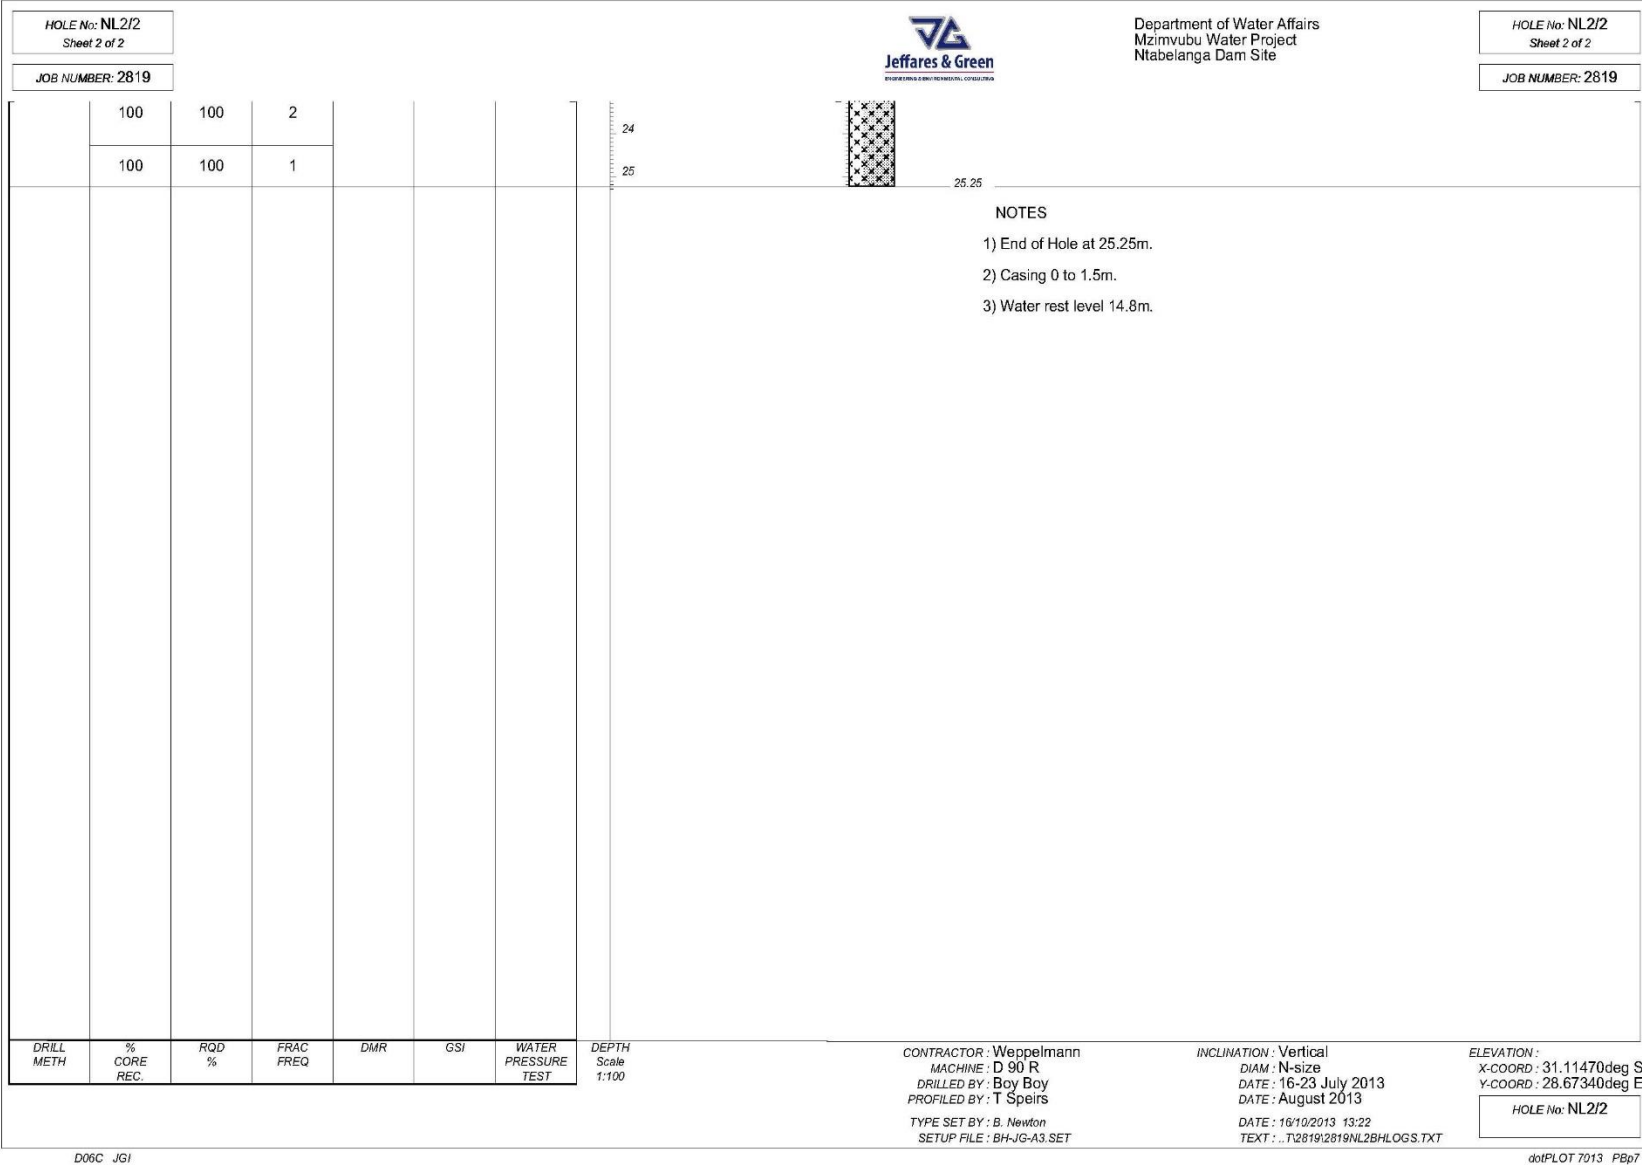 HOLE No: NL2/2
Sheet 2 of 2
JOB NUMBER: 2819
Jeffares & Green
ENGINEERING & ENVIRONMENTAL CONSULTING
Department of Water Affairs
Mzimvubu Water Project
Ntabelanga Dam Site
HOLE No: NL2/2
Sheet 2 of 2
JOB NUMBER: 2819
100 100 2
24
100 100 1
25
25.25
NOTES
1) End of Hole at 25.25m.
2) Casing 0 to 1.5m.
3) Water rest level 14.8m.
DRILL
METH
%
CORE
REC.
RQD
%
FRAC
FREQ
DMR
GSI
WATER
PRESSURE
TEST
DEPTH
Scale
1:100
CONTRACTOR : Weppelmann
MACHINE : D 90 R
DRILLED BY : Boy Boy
PROFILED BY : T Speirs
TYPE SET BY : B. Newton
SETUP FILE : BH-JG-A3.SET
INCLINATION : Vertical
DIAM : N-size
DATE : 16-23 July 2013
DATE : August 2013
DATE : 16/10/2013 13:22
TEXT : ..T\2819\2819NL2BHLOGS.TXT
ELEVATION :
X-COORD : 31.11470deg S
Y-COORD : 28.67340deg E
HOLE No: NL2/2
D06C JGI
dotPLOT 7013 PBp7